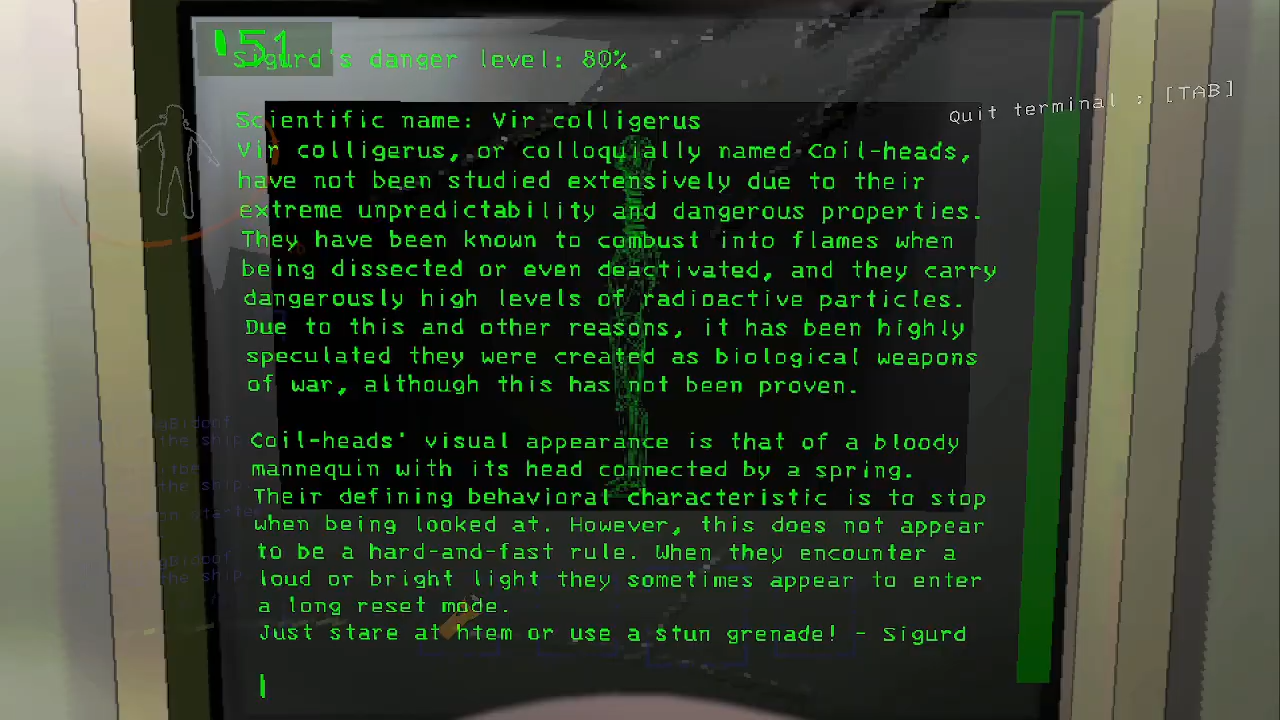 ▮51
Sigurd's danger level: 80%
Quit terminal : [TAB]
Scientific name: Vir colligerus
Vir colligerus, or colloquially named Coil-heads,
have not been studied extensively due to their
extreme unpredictability and dangerous properties.
They have been known to combust into flames when
being dissected or even deactivated, and they carry
dangerously high levels of radioactive particles.
Due to this and other reasons, it has been highly
speculated they were created as biological weapons
of war, although this has not been proven.
Coil-heads' visual appearance is that of a bloody
mannequin with its head connected by a spring.
Their defining behavioral characteristic is to stop
when being looked at. However, this does not appear
to be a hard-and-fast rule. When they encounter a
loud or bright light they sometimes appear to enter
a long reset mode.
Just stare at htem or use a stun grenade! - Sigurd
the ship
the ship.
the ship